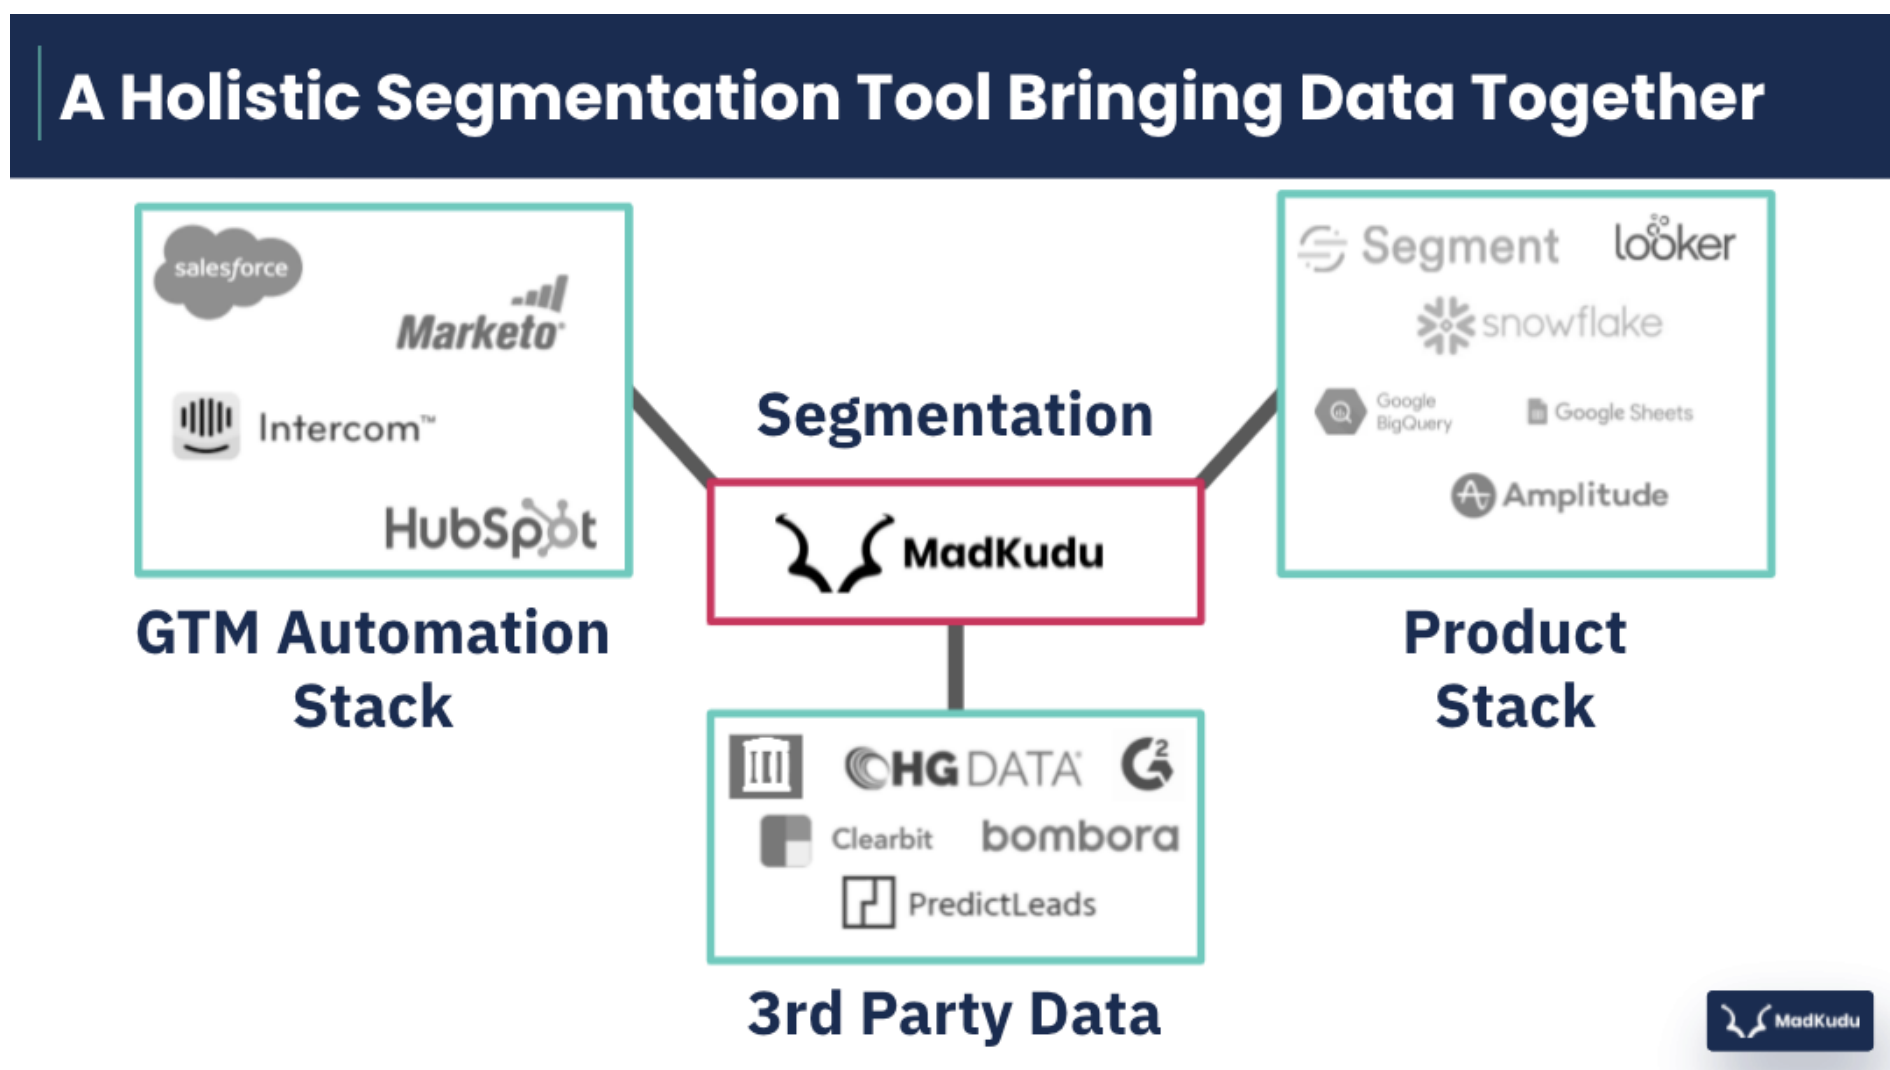 A Holistic Segmentation Tool Bringing Data Together
salesforce
Marketo
Intercom™
HubSpot
GTM Automation
Stack
Segmentation
MadKudu
Segment
looker
snowflake
Google
BigQuery
Google Sheets
Amplitude
Product
Stack
HG DATA
G2
Clearbit
bombora
PredictLeads
3rd Party Data
MadKudu